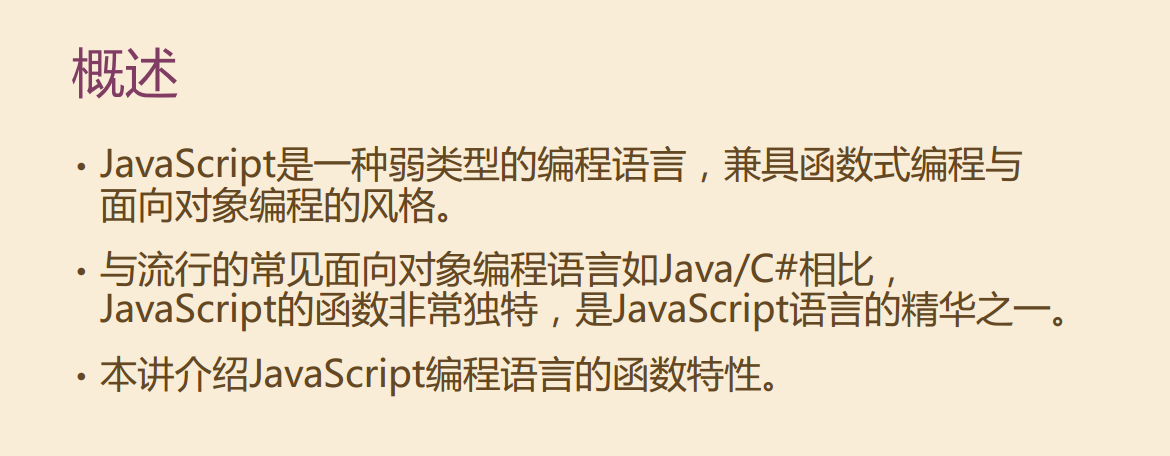 概述
• JavaScript是一种弱类型的编程语言，兼具函数式编程与
面向对象编程的风格。
• 与流行的常见面向对象编程语言如Java/C#相比，
JavaScript的函数非常独特，是JavaScript语言的精华之一。
• 本讲介绍JavaScript编程语言的函数特性。